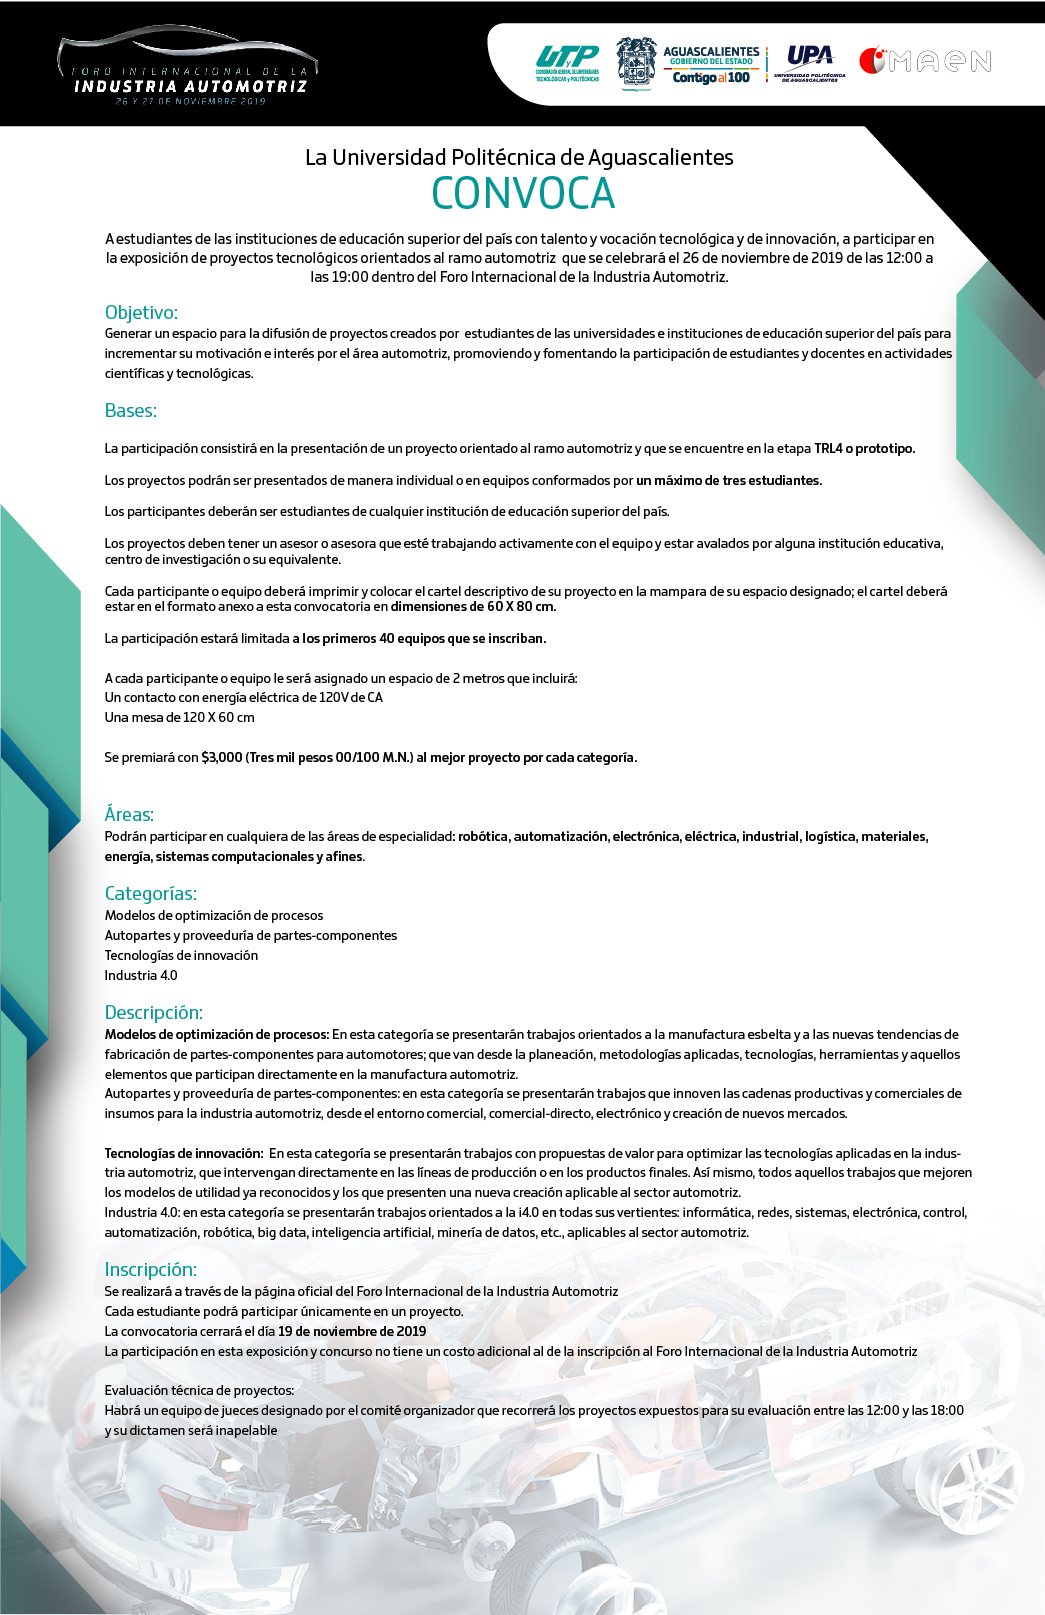 FORO INTERNACIONAL DE LA
INDUSTRIA AUTOMOTRIZ
26 Y 27 DE NOVIEMBRE 2019
UTyP
COORDINACIÓN GENERAL DE UNIVERSIDADES
TECNOLÓGICAS y POLITÉCNICAS
AGUASCALIENTES
GOBIERNO DEL ESTADO
Contigo al 100
UPA
UNIVERSIDAD POLITÉCNICA
DE AGUASCALIENTES
MAEN
La Universidad Politécnica de Aguascalientes
CONVOCA
A estudiantes de las instituciones de educación superior del país con talento y vocación tecnológica y de innovación, a participar en
la exposición de proyectos tecnológicos orientados al ramo automotriz  que se celebrará el 26 de noviembre de 2019 de las 12:00 a
las 19:00 dentro del Foro Internacional de la Industria Automotriz.
Objetivo:
Generar un espacio para la difusión de proyectos creados por  estudiantes de las universidades e instituciones de educación superior del país para
incrementar su motivación e interés por el área automotriz, promoviendo y fomentando la participación de estudiantes y docentes en actividades
científicas y tecnológicas.
Bases:
La participación consistirá en la presentación de un proyecto orientado al ramo automotriz y que se encuentre en la etapa TRL4 o prototipo.
Los proyectos podrán ser presentados de manera individual o en equipos conformados por un máximo de tres estudiantes.
Los participantes deberán ser estudiantes de cualquier institución de educación superior del país.
Los proyectos deben tener un asesor o asesora que esté trabajando activamente con el equipo y estar avalados por alguna institución educativa,
centro de investigación o su equivalente.
Cada participante o equipo deberá imprimir y colocar el cartel descriptivo de su proyecto en la mampara de su espacio designado; el cartel deberá
estar en el formato anexo a esta convocatoria en dimensiones de 60 X 80 cm.
La participación estará limitada a los primeros 40 equipos que se inscriban.
A cada participante o equipo le será asignado un espacio de 2 metros que incluirá:
Un contacto con energía eléctrica de 120V de CA
Una mesa de 120 X 60 cm
Se premiará con $3,000 (Tres mil pesos 00/100 M.N.) al mejor proyecto por cada categoría.
Áreas:
Podrán participar en cualquiera de las áreas de especialidad: robótica, automatización, electrónica, eléctrica, industrial, logística, materiales,
energía, sistemas computacionales y afines.
Categorías:
Modelos de optimización de procesos
Autopartes y proveeduría de partes-componentes
Tecnologías de innovación
Industria 4.0
Descripción:
Modelos de optimización de procesos: En esta categoría se presentarán trabajos orientados a la manufactura esbelta y a las nuevas tendencias de
fabricación de partes-componentes para automotores; que van desde la planeación, metodologías aplicadas, tecnologías, herramientas y aquellos
elementos que participan directamente en la manufactura automotriz.
Autopartes y proveeduría de partes-componentes: en esta categoría se presentarán trabajos que innoven las cadenas productivas y comerciales de
insumos para la industria automotriz, desde el entorno comercial, comercial-directo, electrónico y creación de nuevos mercados.
Tecnologías de innovación:  En esta categoría se presentarán trabajos con propuestas de valor para optimizar las tecnologías aplicadas en la indus-
tria automotriz, que intervengan directamente en las líneas de producción o en los productos finales. Así mismo, todos aquellos trabajos que mejoren
los modelos de utilidad ya reconocidos y los que presenten una nueva creación aplicable al sector automotriz.
Industria 4.0: en esta categoría se presentarán trabajos orientados a la i4.0 en todas sus vertientes: informática, redes, sistemas, electrónica, control,
automatización, robótica, big data, inteligencia artificial, minería de datos, etc., aplicables al sector automotriz.
Inscripción:
Se realizará a través de la página oficial del Foro Internacional de la Industria Automotriz
Cada estudiante podrá participar únicamente en un proyecto.
La convocatoria cerrará el día 19 de noviembre de 2019
La participación en esta exposición y concurso no tiene un costo adicional al de la inscripción al Foro Internacional de la Industria Automotriz
Evaluación técnica de proyectos:
Habrá un equipo de jueces designado por el comité organizador que recorrerá los proyectos expuestos para su evaluación entre las 12:00 y las 18:00
y su dictamen será inapelable